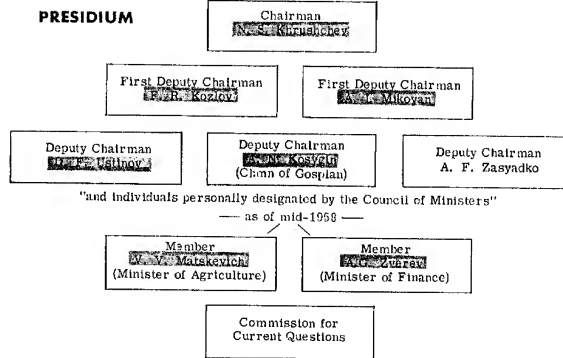 PRESIDIUM
Chairman
N. S. Khrushchev
First Deputy Chairman
F. R. Kozlov
First Deputy Chairman
A. I. Mikoyan
Deputy Chairman
D. F. Ustinov
Deputy Chairman
A. N. Kosygin
(Chmn of Gosplan)
Deputy Chairman
A. F. Zasyadko
"and individuals personally designated by the Council of Ministers"
— as of mid-1958 —
Member
V. V. Matskevich
(Minister of Agriculture)
Member
A.G. Zverev
(Minister of Finance)
Commission for
Current Questions